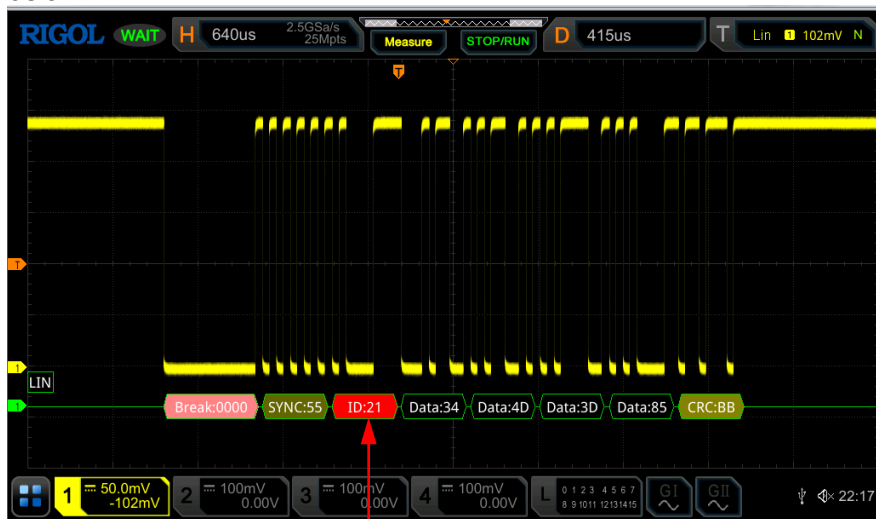 RIGOL WAIT H 640us 2.5GSa/s 25Mpts Measure STOP/RUN D 415us T Lin 1 102mV N
T
T
1
LIN
Break:0000 SYNC:55 ID:21 Data:34 Data:4D Data:3D Data:85 CRC:BB
1 50.0mV -102mV 2 100mV 0.00V 3 100mV 0.00V 4 100mV 0.00V L 0 1 2 3 4 5 6 7 8 9 10 11 12 13 14 15 GI GII 22:17